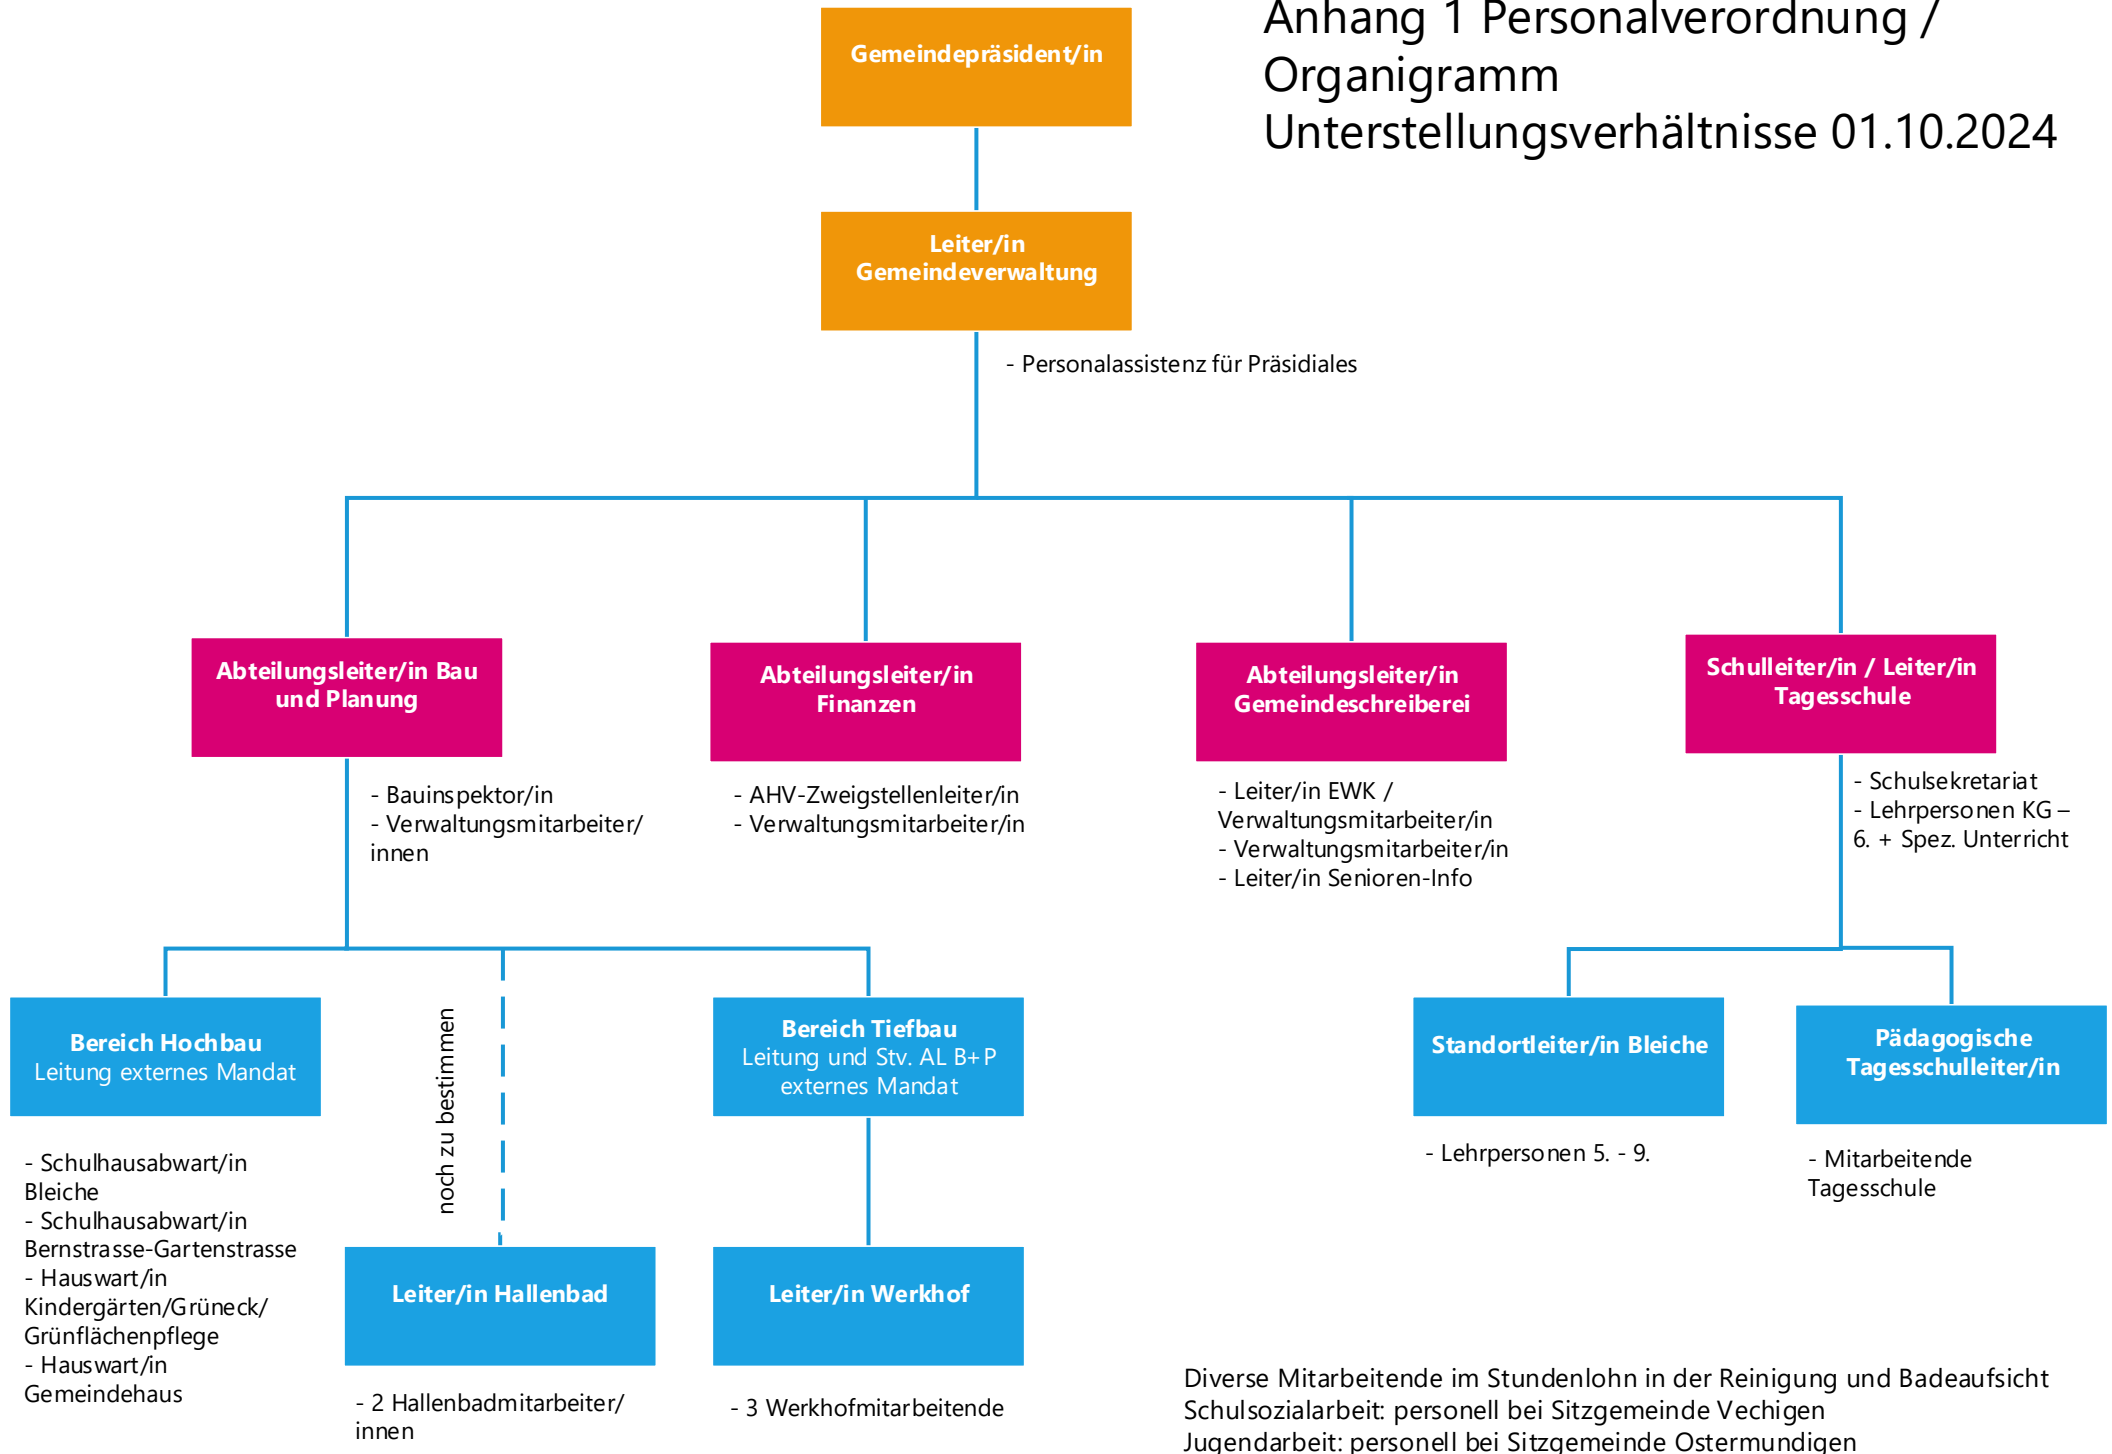 Anhang 1 Personalverordnung /
Organigramm
Unterstellungsverhältnisse 01.10.2024
Gemeindepräsident/in
Leiter/in
Gemeindeverwaltung
- Personalassistenz für Präsidiales
Abteilungsleiter/in Bau
und Planung
- Bauinspektor/in
- Verwaltungsmitarbeiter/
innen
Abteilungsleiter/in
Finanzen
- AHV-Zweigstellenleiter/in
- Verwaltungsmitarbeiter/in
Abteilungsleiter/in
Gemeindeschreiberei
- Leiter/in EWK /
Verwaltungsmitarbeiter/in
- Verwaltungsmitarbeiter/in
- Leiter/in Senioren-Info
Schulleiter/in / Leiter/in
Tagesschule
- Schulsekretariat
- Lehrpersonen KG –
6. + Spez. Unterricht
Bereich Hochbau
Leitung externes Mandat
- Schulhausabwart/in
Bleiche
- Schulhausabwart/in
Bernstrasse-Gartenstrasse
- Hauswart/in
Kindergärten/Grüneck/
Grünflächenpflege
- Hauswart/in
Gemeindehaus
noch zu bestimmen
Leiter/in Hallenbad
- 2 Hallenbadmitarbeiter/
innen
Bereich Tiefbau
Leitung und Stv. AL B+P
externes Mandat
Leiter/in Werkhof
- 3 Werkhofmitarbeitende
Standortleiter/in Bleiche
- Lehrpersonen 5. - 9.
Pädagogische
Tagesschulleiter/in
- Mitarbeitende
Tagesschule
Diverse Mitarbeitende im Stundenlohn in der Reinigung und Badeaufsicht
Schulsozialarbeit: personell bei Sitzgemeinde Vechigen
Jugendarbeit: personell bei Sitzgemeinde Ostermundigen